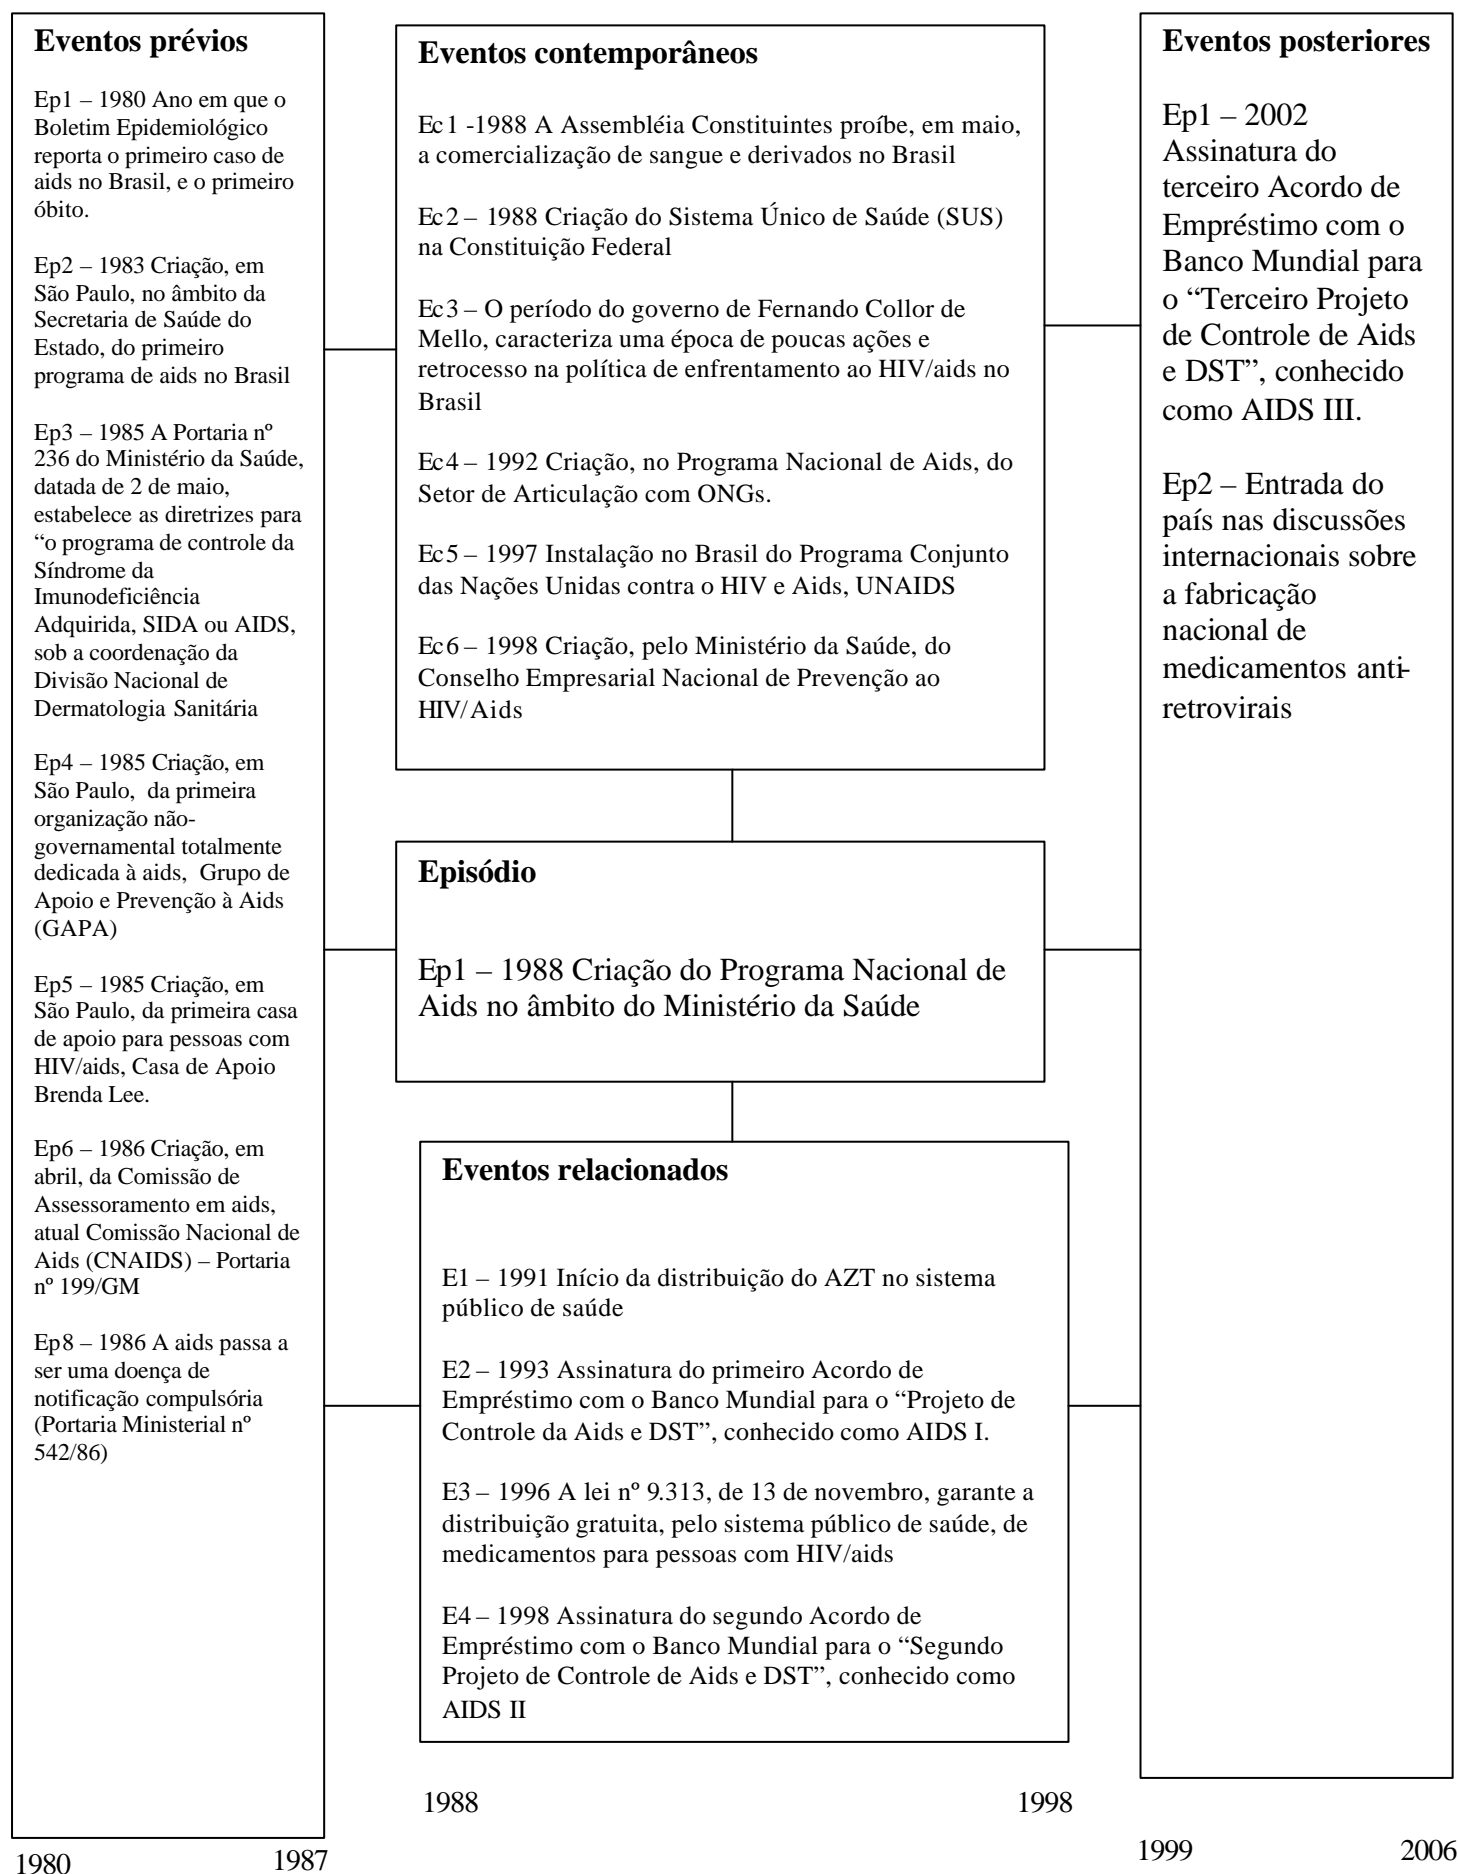 Eventos prévios
Ep1 – 1980 Ano em que o
Boletim Epidemiológico
reporta o primeiro caso de
aids no Brasil, e o primeiro
óbito.
Ep2 – 1983 Criação, em
São Paulo, no âmbito da
Secretaria de Saúde do
Estado, do primeiro
programa de aids no Brasil
Ep3 – 1985 A Portaria nº
236 do Ministério da Saúde,
datada de 2 de maio,
estabelece as diretrizes para
“o programa de controle da
Síndrome da
Imunodeficiência
Adquirida, SIDA ou AIDS,
sob a coordenação da
Divisão Nacional de
Dermatologia Sanitária
Ep4 – 1985 Criação, em
São Paulo, da primeira
organização não-
governamental totalmente
dedicada à aids, Grupo de
Apoio e Prevenção à Aids
(GAPA)
Ep5 – 1985 Criação, em
São Paulo, da primeira casa
de apoio para pessoas com
HIV/aids, Casa de Apoio
Brenda Lee.
Ep6 – 1986 Criação, em
abril, da Comissão de
Assessoramento em aids,
atual Comissão Nacional de
Aids (CNAIDS) – Portaria
nº 199/GM
Ep8 – 1986 A aids passa a
ser uma doença de
notificação compulsória
(Portaria Ministerial nº
542/86)
1980 1987
Eventos contemporâneos
Ec1 -1988 A Assembléia Constituintes proíbe, em maio,
a comercialização de sangue e derivados no Brasil
Ec2 – 1988 Criação do Sistema Único de Saúde (SUS)
na Constituição Federal
Ec3 – O período do governo de Fernando Collor de
Mello, caracteriza uma época de poucas ações e
retrocesso na política de enfrentamento ao HIV/aids no
Brasil
Ec4 – 1992 Criação, no Programa Nacional de Aids, do
Setor de Articulação com ONGs.
Ec5 – 1997 Instalação no Brasil do Programa Conjunto
das Nações Unidas contra o HIV e Aids, UNAIDS
Ec6 – 1998 Criação, pelo Ministério da Saúde, do
Conselho Empresarial Nacional de Prevenção ao
HIV/Aids
Episódio
Ep1 – 1988 Criação do Programa Nacional de
Aids no âmbito do Ministério da Saúde
Eventos relacionados
E1 – 1991 Início da distribuição do AZT no sistema
público de saúde
E2 – 1993 Assinatura do primeiro Acordo de
Empréstimo com o Banco Mundial para o “Projeto de
Controle da Aids e DST”, conhecido como AIDS I.
E3 – 1996 A lei nº 9.313, de 13 de novembro, garante a
distribuição gratuita, pelo sistema público de saúde, de
medicamentos para pessoas com HIV/aids
E4 – 1998 Assinatura do segundo Acordo de
Empréstimo com o Banco Mundial para o “Segundo
Projeto de Controle de Aids e DST”, conhecido como
AIDS II
1988 1998
Eventos posteriores
Ep1 – 2002
Assinatura do
terceiro Acordo de
Empréstimo com o
Banco Mundial para
o “Terceiro Projeto
de Controle de Aids
e DST”, conhecido
como AIDS III.
Ep2 – Entrada do
país nas discussões
internacionais sobre
a fabricação
nacional de
medicamentos anti-
retrovirais
1999 2006